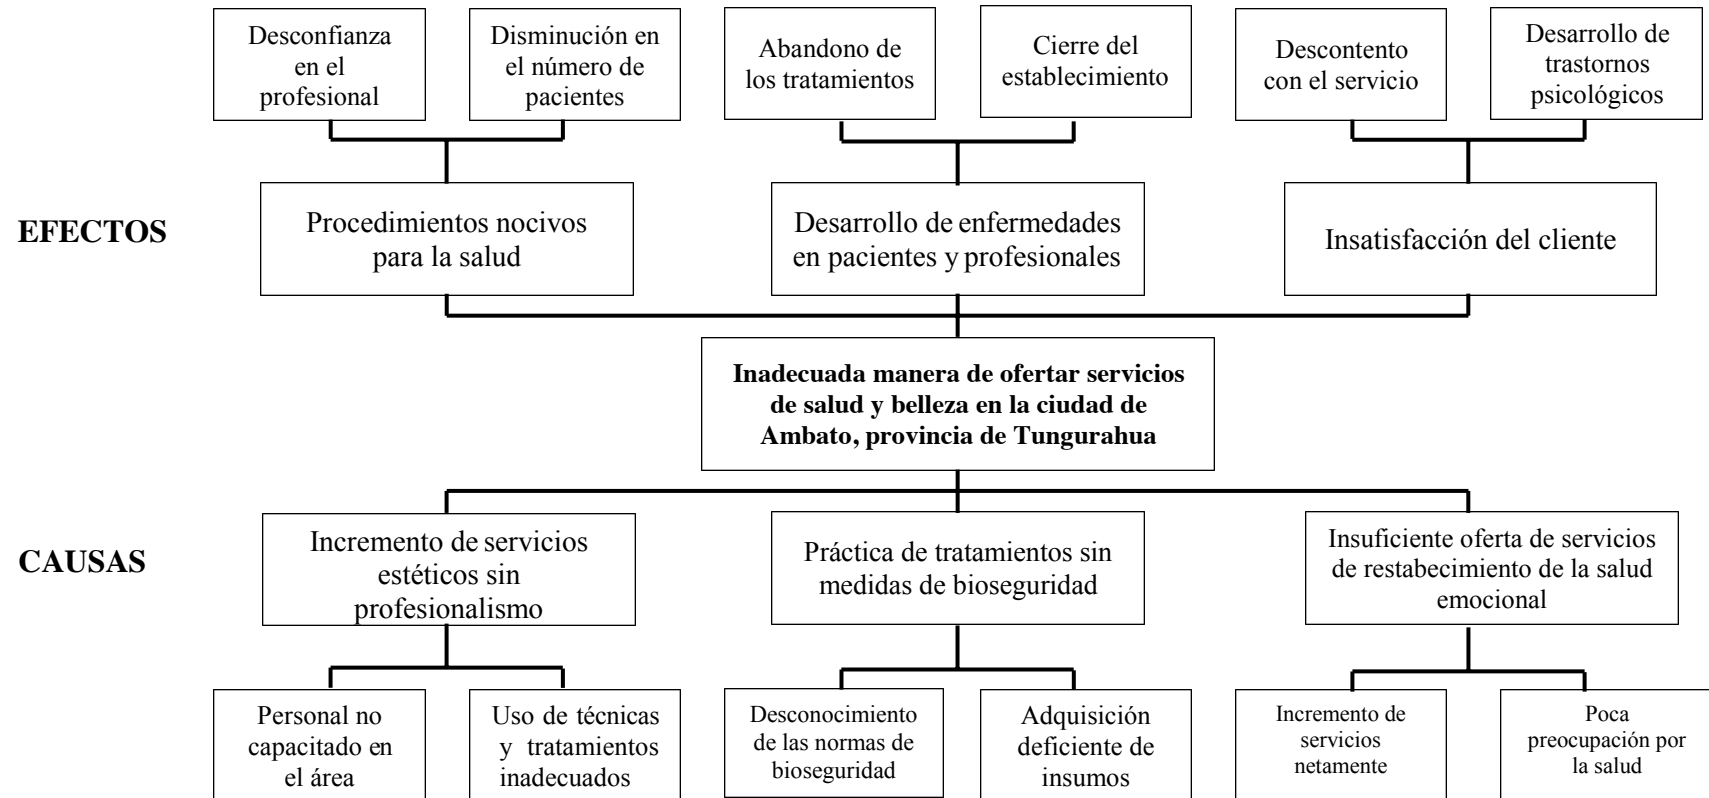 Desconfianza
en el
profesional
Disminución en
el número de
pacientes
Abandono de
los tratamientos
Cierre del
establecimiento
Descontento
con el servicio
Desarrollo de
trastornos
psicológicos
EFECTOS
Procedimientos nocivos
para la salud
Desarrollo de enfermedades
en pacientes y profesionales
Insatisfacción del cliente
Inadecuada manera de ofertar servicios
de salud y belleza en la ciudad de
Ambato, provincia de Tungurahua
CAUSAS
Incremento de servicios
estéticos sin
profesionalismo
Práctica de tratamientos sin
medidas de bioseguridad
Insuficiente oferta de servicios
de restabecimiento de la salud
emocional
Personal no
capacitado en
el área
Uso de técnicas
y tratamientos
inadecuados
Desconocimiento
de las normas de
bioseguridad
Adquisición
deficiente de
insumos
Incremento de
servicios
netamente
Poca
preocupación por
la salud